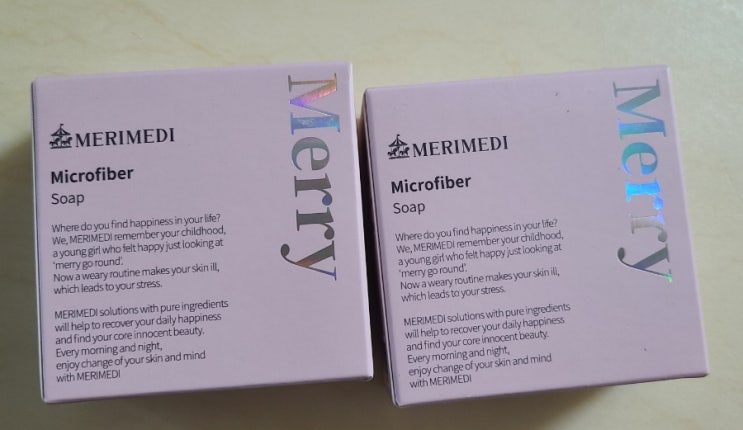 MERIMEDI
Microfiber
Soap
Where do you find happiness in your life?
We, MERIMEDI remember your childhood,
a young girl who felt happy just looking at
'merry go round'.
Now a weary routine makes your skin ill,
which leads to your stress.
MERIMEDI solutions with pure ingredients
will help to recover your daily happiness
and find your core innocent beauty.
Every morning and night,
enjoy change of your skin and mind
with MERIMEDI
Merry
MERIMEDI
Microfiber
Soap
Where do you find happiness in your life?
We, MERIMEDI remember your childhood,
a young girl who felt happy just looking at
'merry go round'.
Now a weary routine makes your skin ill,
which leads to your stress.
MERIMEDI solutions with pure ingredients
will help to recover your daily happiness
and find your core innocent beauty.
Every morning and night,
enjoy change of your skin and mind
with MERIMEDI
Merry